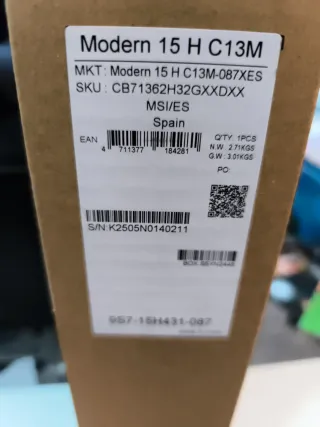 Modern 15 H C13M
MKT : Modern 15 H C13M-087XES
SKU : CB71362H32GXXDXX
MSI/ES
Spain
EAN
4 711377 184281
Q'TY: 1PCS
N.W: 2.71KGS
G.W: 3.01KGS
PO:
S/N:K2505N0140211
9S7-15H431-087